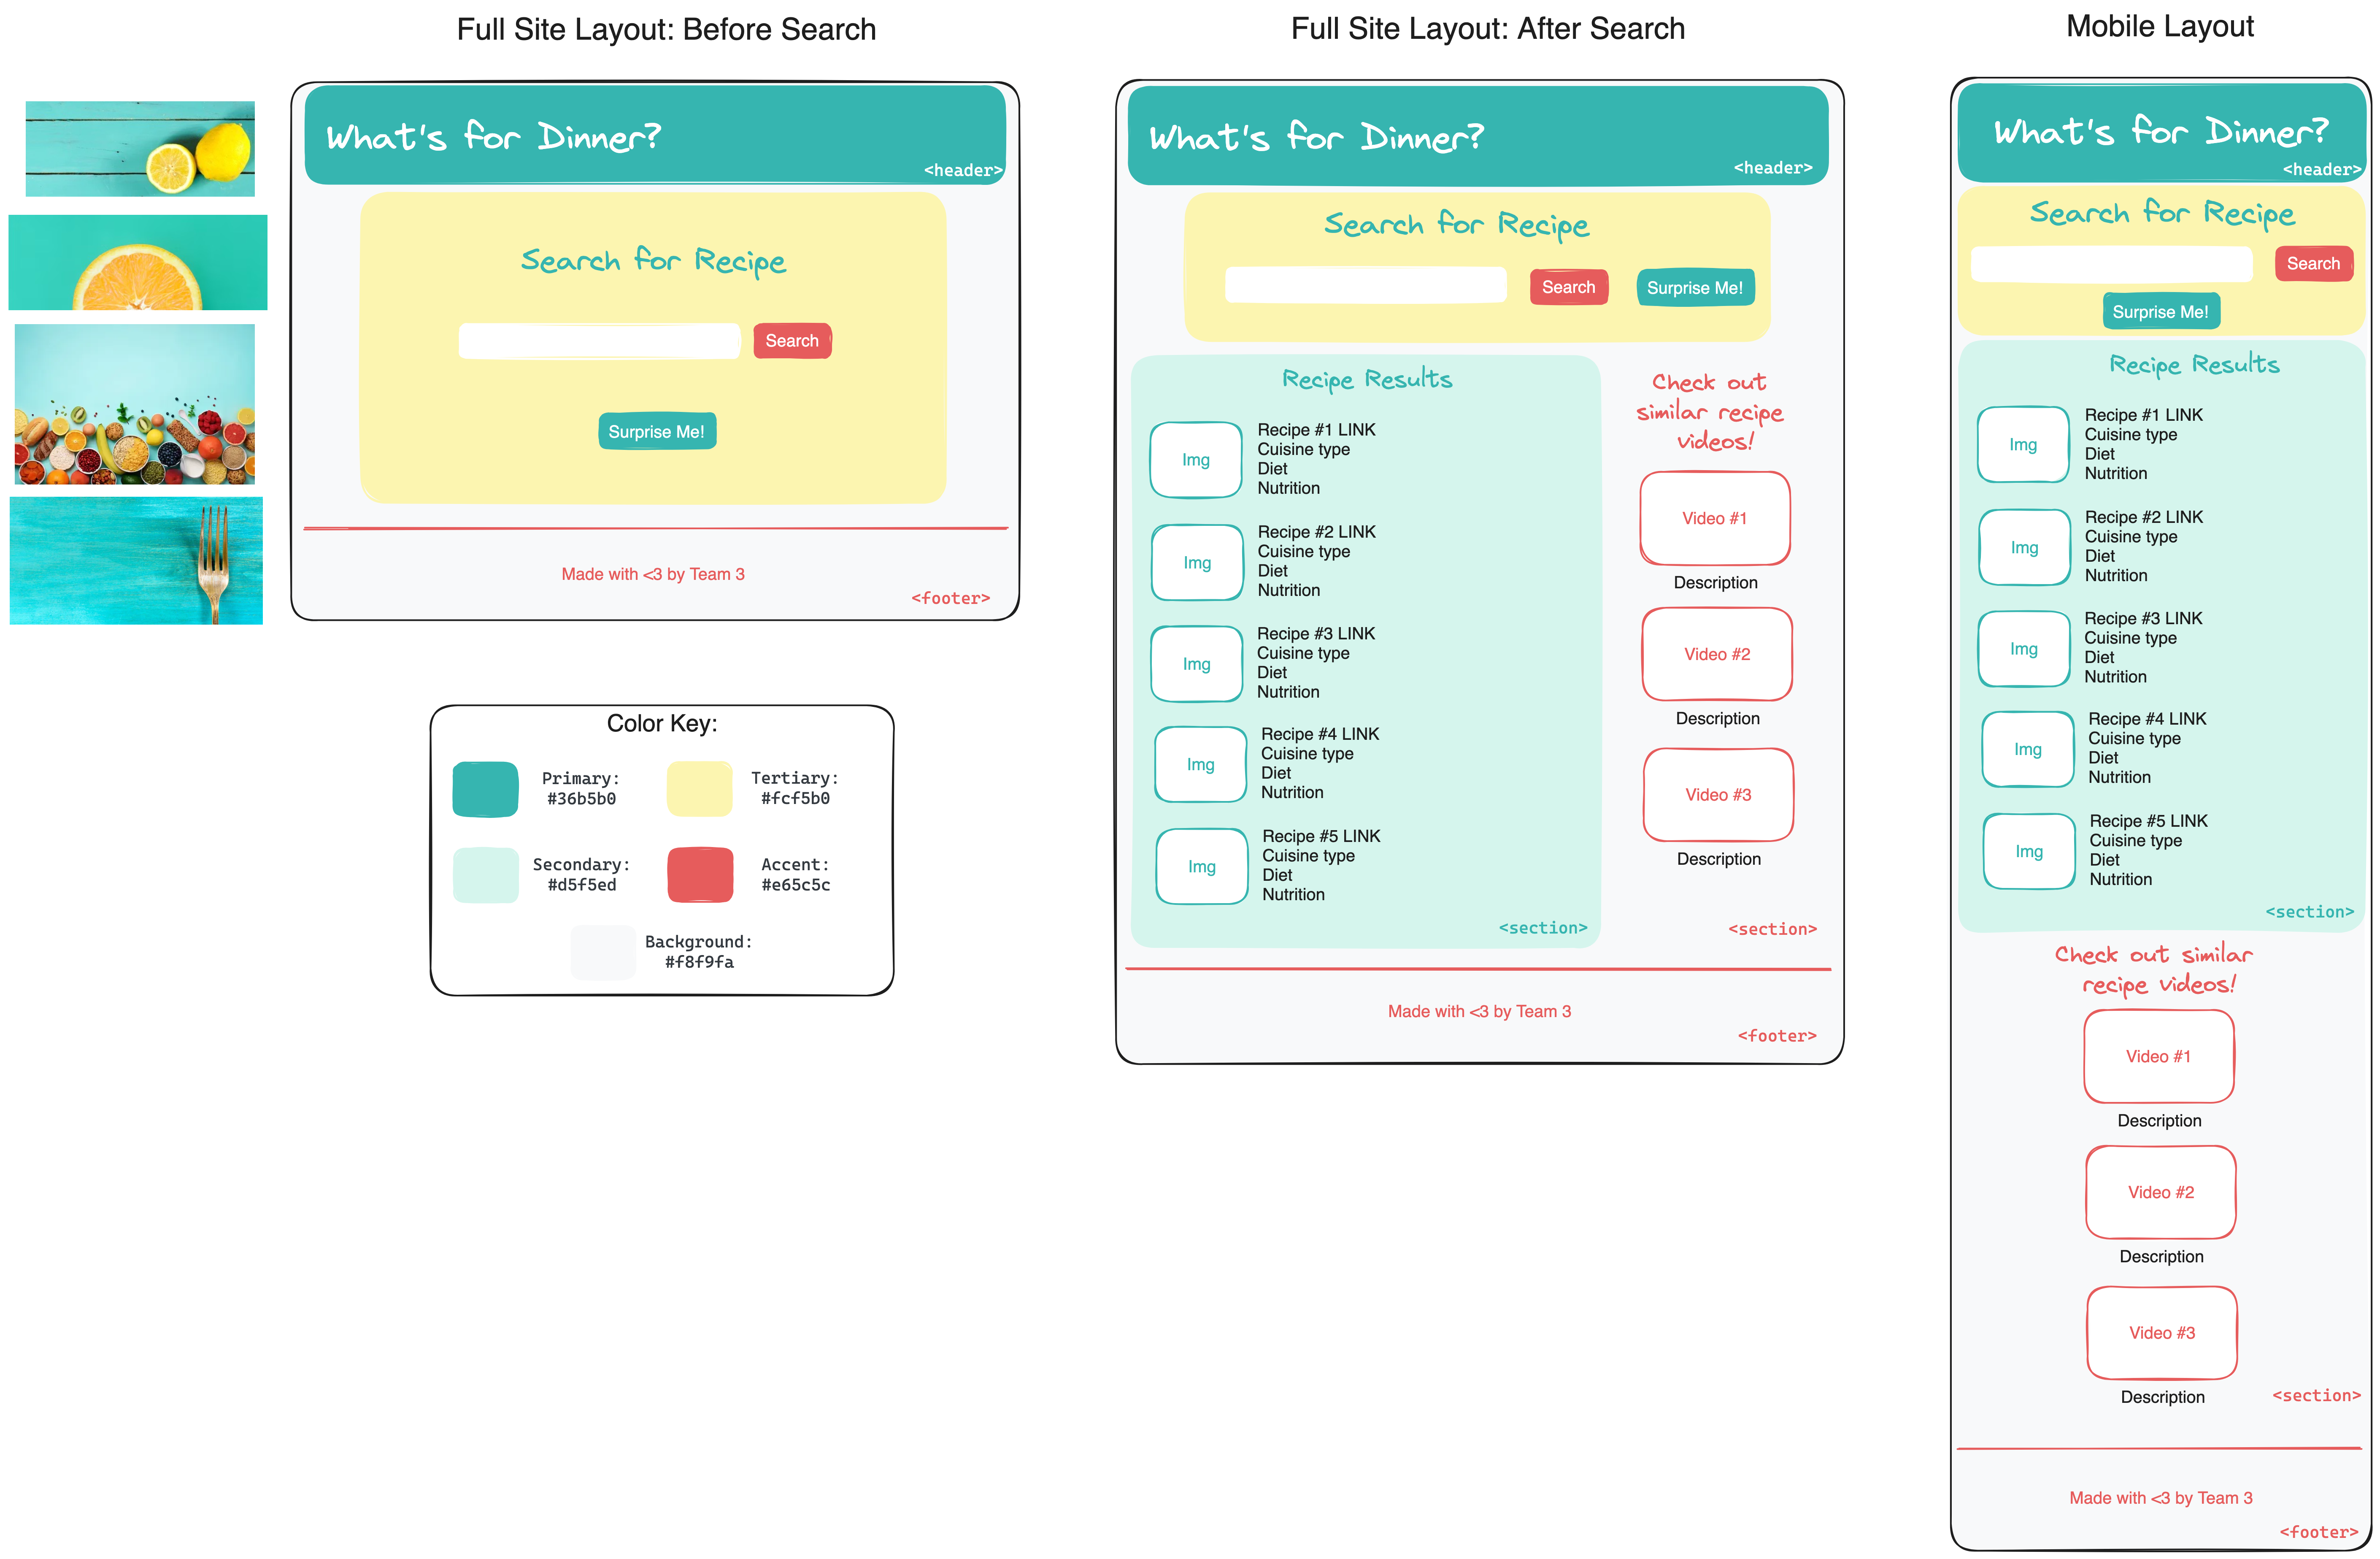 Full Site Layout: Before Search
What's for Dinner?
<header>
Search for Recipe
Search
Surprise Me!
Made with <3 by Team 3
<footer>
Color Key:
Primary:
#36b5b0
Tertiary:
#fcf5b0
Secondary:
#d5f5ed
Accent:
#e65c5c
Background:
#f8f9fa
Full Site Layout: After Search
What's for Dinner?
<header>
Search for Recipe
Search
Surprise Me!
Recipe Results
Img
Recipe #1 LINK
Cuisine type
Diet
Nutrition
Img
Recipe #2 LINK
Cuisine type
Diet
Nutrition
Img
Recipe #3 LINK
Cuisine type
Diet
Nutrition
Img
Recipe #4 LINK
Cuisine type
Diet
Nutrition
Img
Recipe #5 LINK
Cuisine type
Diet
Nutrition
<section>
Check out
similar recipe
videos!
Video #1
Description
Video #2
Description
Video #3
Description
<section>
Made with <3 by Team 3
<footer>
Mobile Layout
What's for Dinner?
<header>
Search for Recipe
Search
Surprise Me!
Recipe Results
Img
Recipe #1 LINK
Cuisine type
Diet
Nutrition
Img
Recipe #2 LINK
Cuisine type
Diet
Nutrition
Img
Recipe #3 LINK
Cuisine type
Diet
Nutrition
Img
Recipe #4 LINK
Cuisine type
Diet
Nutrition
Img
Recipe #5 LINK
Cuisine type
Diet
Nutrition
<section>
Check out similar
recipe videos!
Video #1
Description
Video #2
Description
Video #3
Description
<section>
Made with <3 by Team 3
<footer>